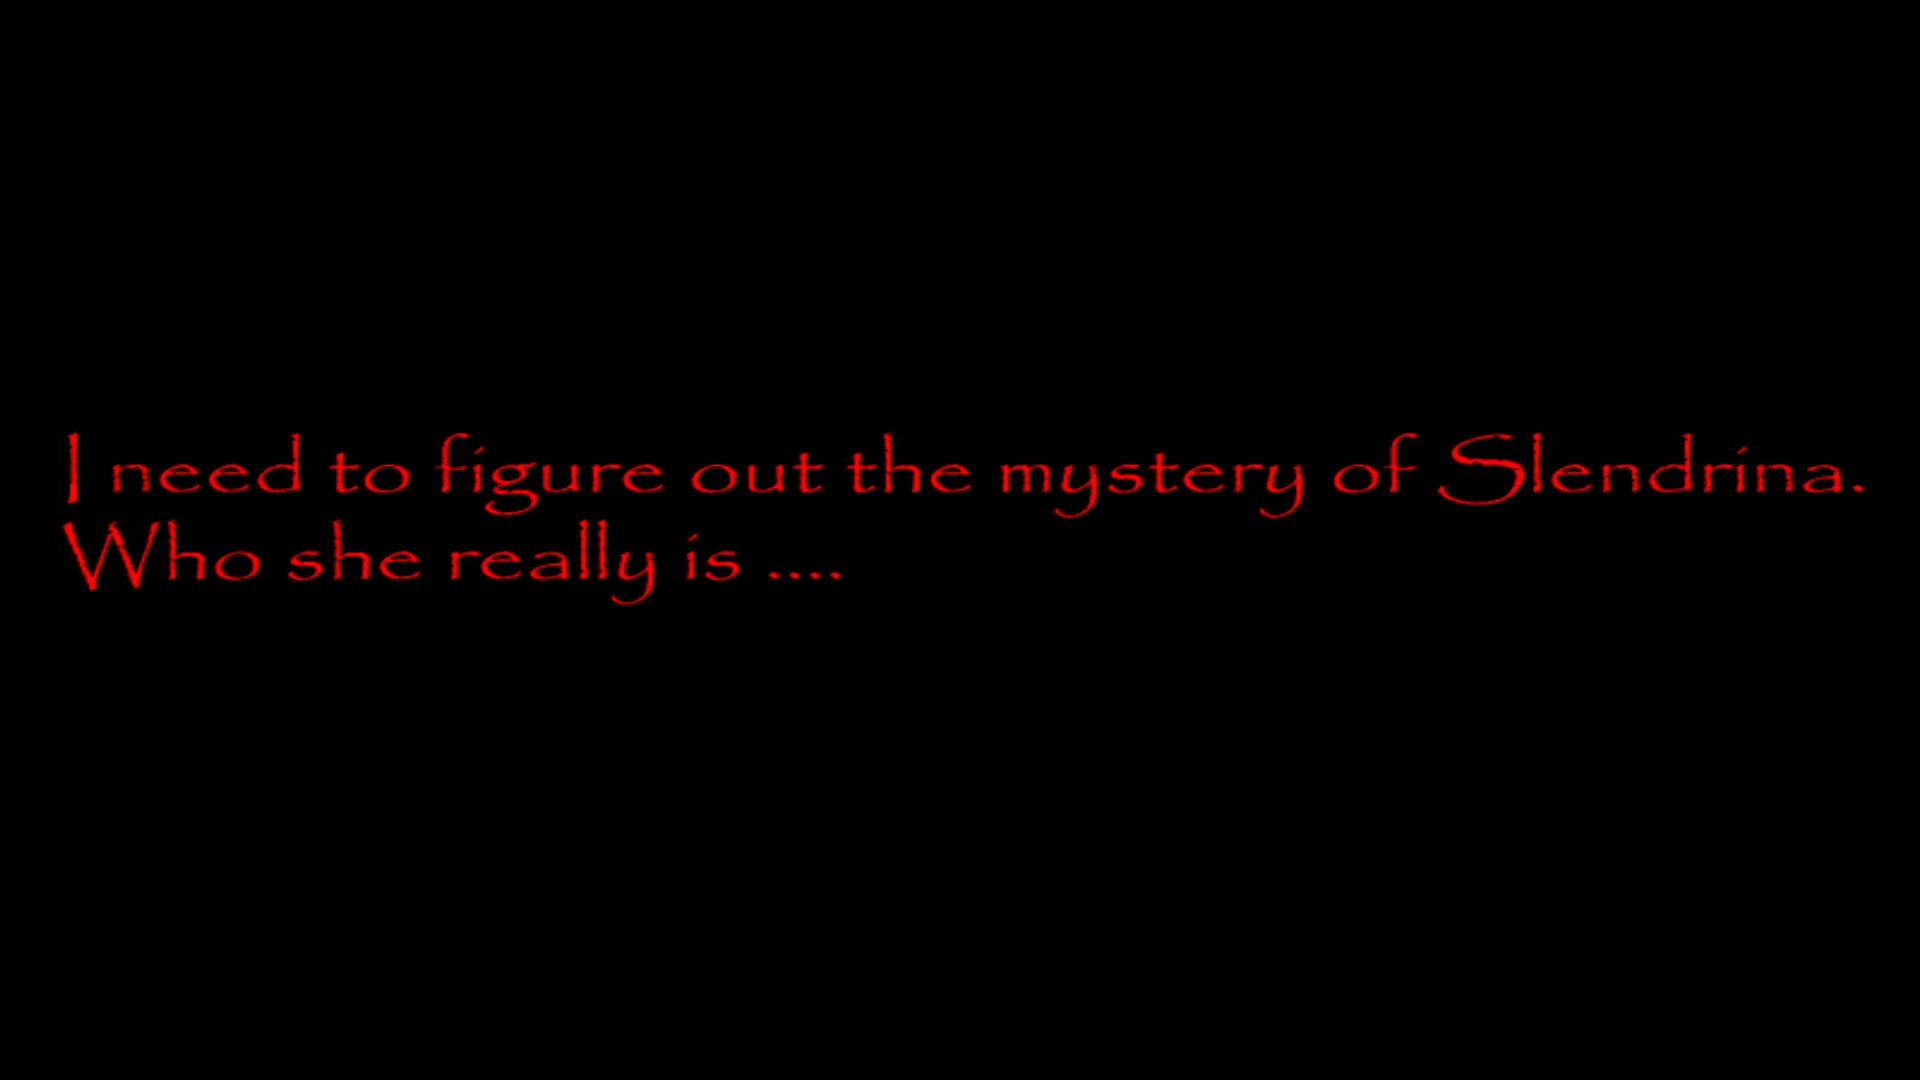 I need to figure out the mystery of Slendrina.
Who she really is ....